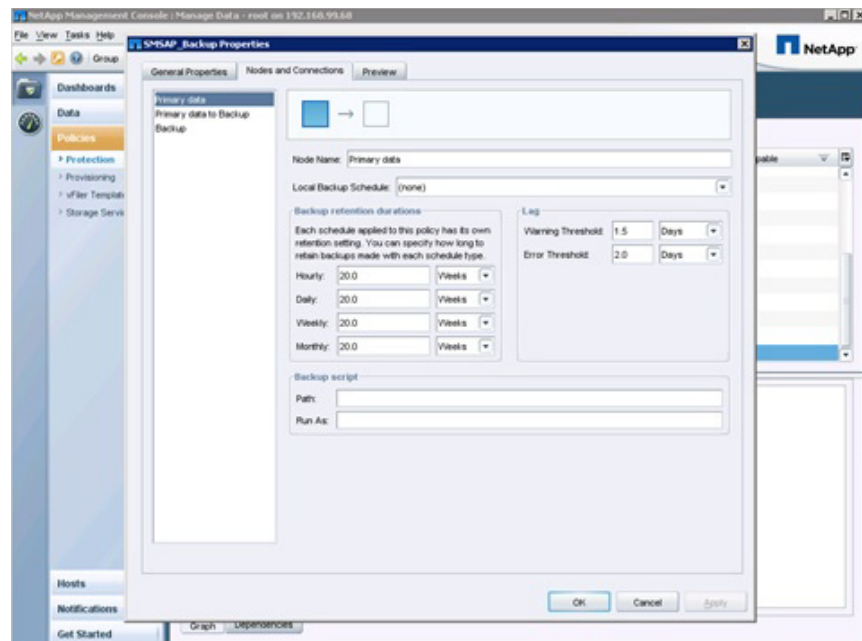 NetApp Management Console : Manage Data - root on 192.168.99.60
File View Tasks Help
Group
NetApp
Dashboards
Data
Policies
Protection
Provisioning
vFiler Templat
Storage Servic
Hosts
Notifications
Get Started
SMSAP_Backup Properties
General Properties Nodes and Connections Preview
Primary data
Primary data to Backup
Backup
Node Name: Primary data
Local Backup Schedule: (none)
Backup retention durations
Each schedule applied to this policy has its own
retention setting. You can specify how long to
retain backups made with each schedule type.
Hourly: 20.0 Weeks
Daily: 20.0 Weeks
Weekly: 20.0 Weeks
Monthly: 20.0 Weeks
Lag
Warning Threshold: 1.5 Days
Error Threshold: 2.0 Days
Backup script
Path:
Run As:
OK Cancel Apply
pable
Graph Dependencies